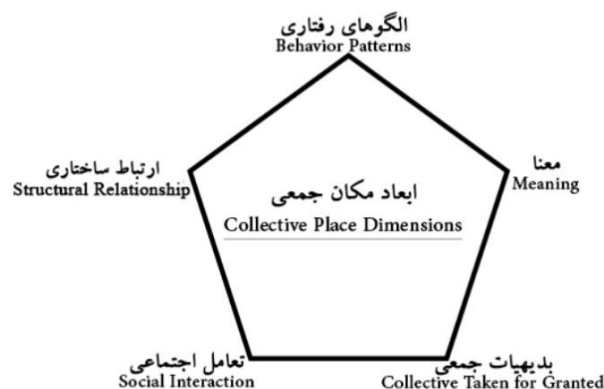 الگوهای رفتاری
Behavior Patterns
ارتباط ساختاری
Structural Relationship
معنا
Meaning
ابعاد مکان جمعی
Collective Place Dimensions
تعامل اجتماعی
Social Interaction
بدیهیات جمعی
Collective Taken for Granted